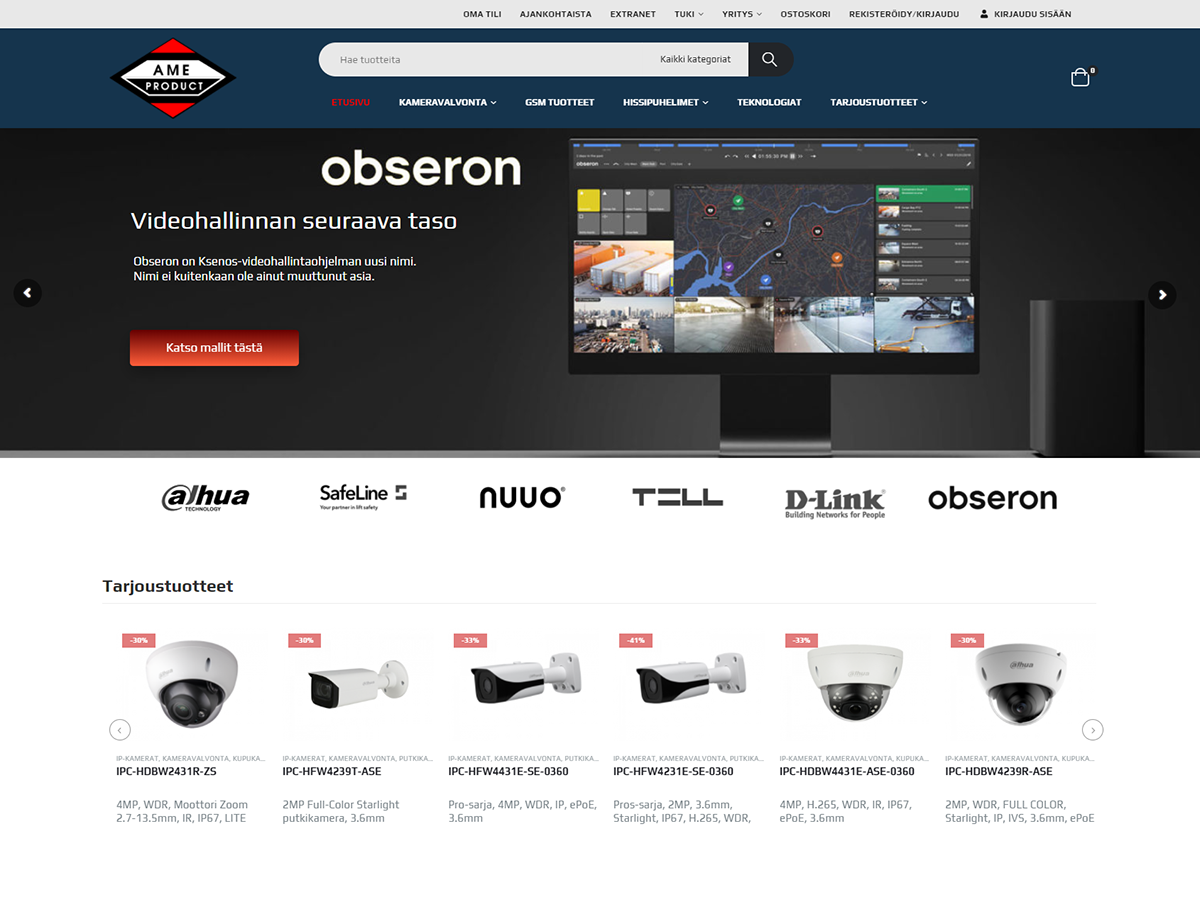 OMA TILI AJANKOHTAISTA EXTRANET TUKI YRITYS OSTOSKORI REKISTERÖIDY/KIRJAUDU KIRJAUDU SISÄÄN
AME
PRODUCT
Hae tuotteita Kaikki kategoriat
0
ETUSIVU KAMERAVALVONTA GSM TUOTTEET HISSIPUHELIMET TEKNOLOGIAT TARJOUSTUOTTEET
obseron
Videohallinnan seuraava taso
Obseron on Ksenos-videohallintaohjelman uusi nimi.
Nimi ei kuitenkaan ole ainut muuttunut asia.
Katso mallit tästä
obseron
01:55:30 PM
alhua
TECHNOLOGY
SafeLine
Your partner in lift safety
nuuo®
TELL
D-Link®
Building Networks for People
obseron
Tarjoustuotteet
-30% -30% -33% -41% -33% -30%
IP-KAMERAT, KAMERAVALVONTA, KUPUKA...
IPC-HDBW2431R-ZS
4MP, WDR, Moottori Zoom
2.7-13.5mm, IR, IP67, LITE
IP-KAMERAT, KAMERAVALVONTA, PUTKIKA...
IPC-HFW4239T-ASE
2MP Full-Color Starlight
putkikamera, 3.6mm
IP-KAMERAT, KAMERAVALVONTA, PUTKIKA...
IPC-HFW4431E-SE-0360
Pro-sarja, 4MP, WDR, IP, ePoE,
3.6mm
IP-KAMERAT, KAMERAVALVONTA, PUTKIKA...
IPC-HFW4231E-SE-0360
Pros-sarja, 2MP, 3.6mm,
Starlight, IP67, H.265, WDR,
IP-KAMERAT, KAMERAVALVONTA, KUPUKA...
IPC-HDBW4431E-ASE-0360
4MP, H.265, WDR, IR, IP67,
ePoE, 3.6mm
IP-KAMERAT, KAMERAVALVONTA, KUPUKA...
IPC-HDBW4239R-ASE
2MP, WDR, FULL COLOR,
Starlight, IP, IVS, 3.6mm, ePoE